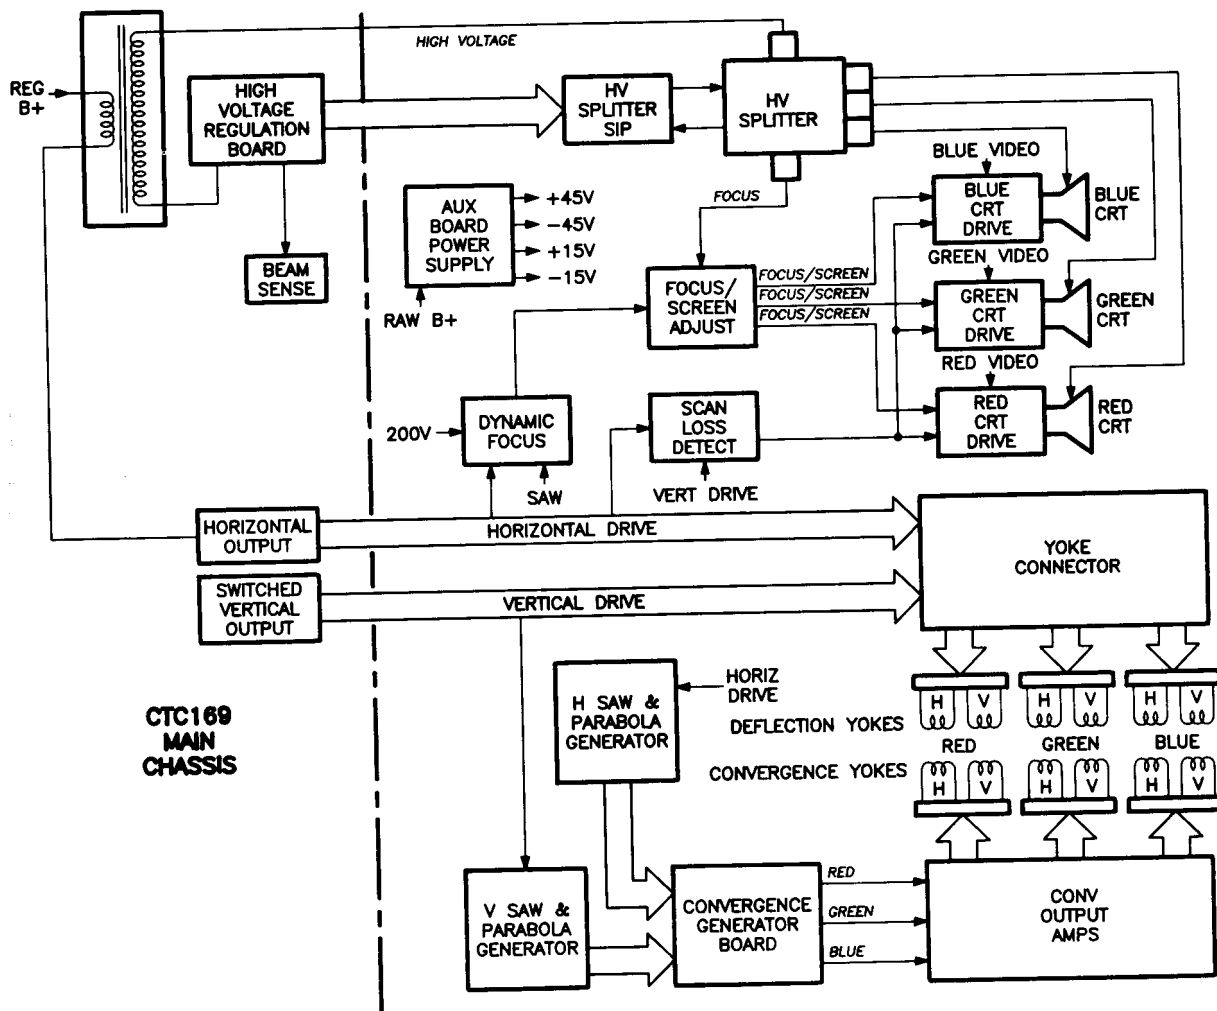 HIGH VOLTAGE
REG
B+
HIGH
VOLTAGE
REGULATION
BOARD
HV
SPLITTER
SIP
HV
SPLITTER
BLUE VIDEO
BLUE
CRT
DRIVE
BLUE
CRT
FOCUS
AUX
BOARD
POWER
SUPPLY
+45V
-45V
+15V
-15V
RAW B+
BEAM
SENSE
FOCUS/
SCREEN
ADJUST
FOCUS/SCREEN
FOCUS/SCREEN
FOCUS/SCREEN
GREEN VIDEO
GREEN
CRT
DRIVE
GREEN
CRT
RED VIDEO
RED
CRT
DRIVE
RED
CRT
200V
DYNAMIC
FOCUS
SAW
SCAN
LOSS
DETECT
VERT DRIVE
HORIZONTAL
OUTPUT
HORIZONTAL DRIVE
YOKE
CONNECTOR
SWITCHED
VERTICAL
OUTPUT
VERTICAL DRIVE
H SAW &
PARABOLA
GENERATOR
HORIZ
DRIVE
H V H V H V
DEFLECTION YOKES
RED GREEN BLUE
CONVERGENCE YOKES
H V H V H V
CTC169
MAIN
CHASSIS
V SAW &
PARABOLA
GENERATOR
CONVERGENCE
GENERATOR
BOARD
RED
GREEN
BLUE
CONV
OUTPUT
AMPS